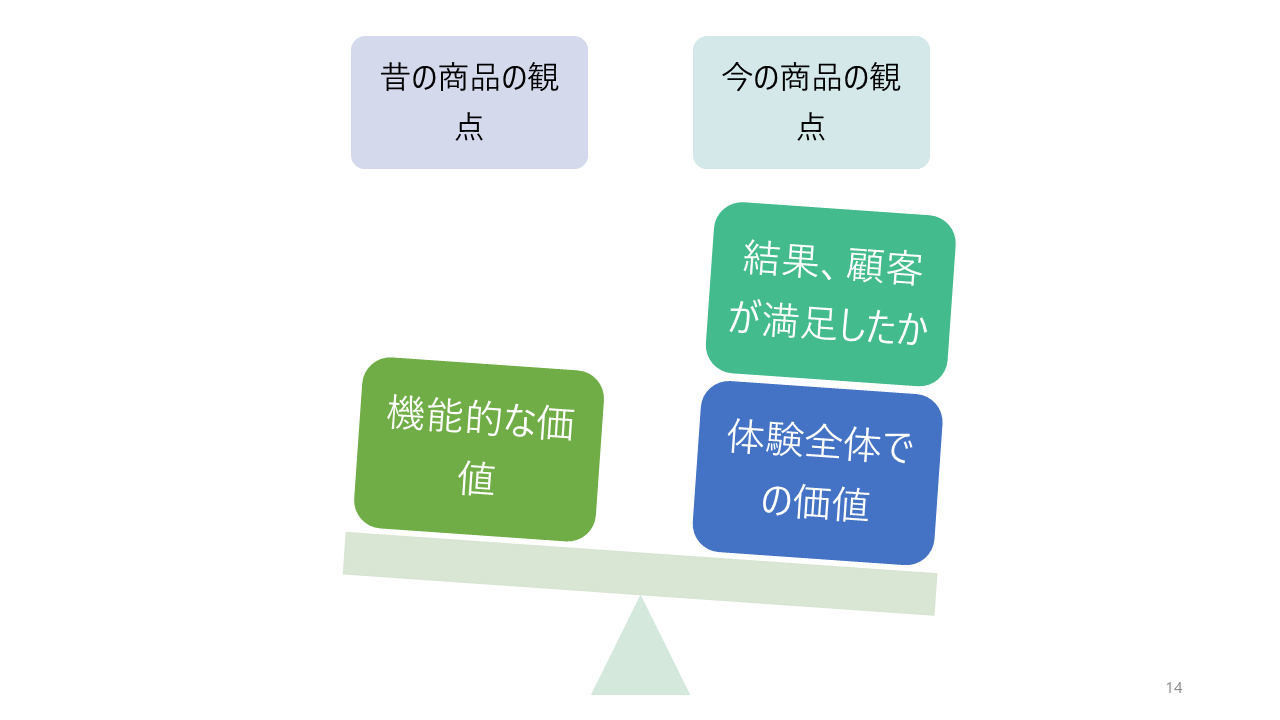 昔の商品の観
点
今の商品の観
点
結果、顧客
が満足したか
機能的な価
値
体験全体で
の価値
14